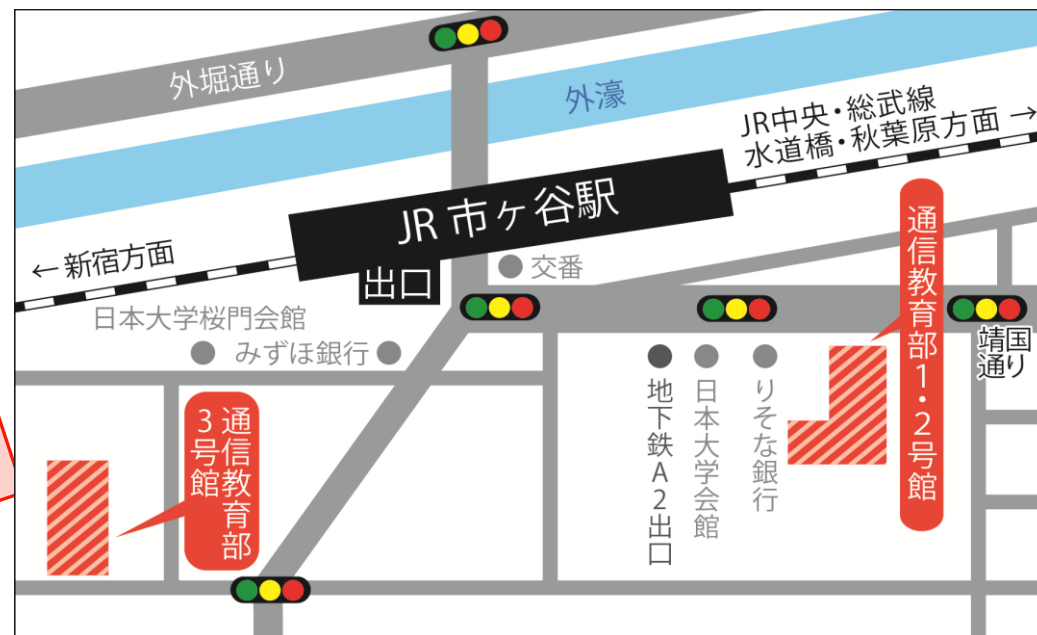 外堀通り
外濠
JR中央・総武線
水道橋・秋葉原方面 →
JR 市ヶ谷駅
← 新宿方面
出口
交番
日本大学桜門会館
みずほ銀行
通信教育部
3号館
地下鉄A2出口
日本大学会館
りそな銀行
通信教育部1・2号館
靖国
通り